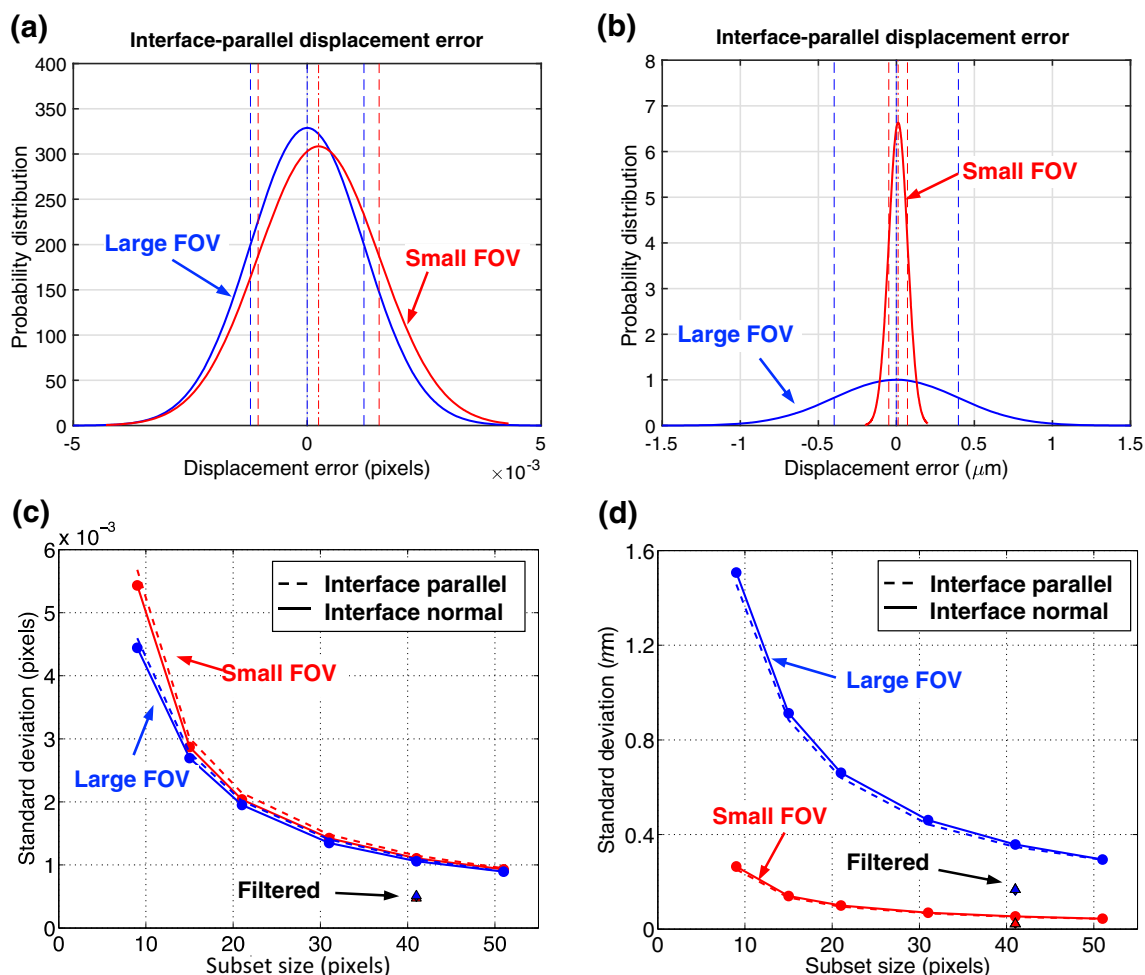 (a)
Interface-parallel displacement error
400
350
300
250
200
150
100
50
0
-5
0
5
Probability distribution
Large FOV
Small FOV
Displacement error (pixels)
×10⁻³
(b)
Interface-parallel displacement error
8
7
6
5
4
3
2
1
0
-1.5
-1
-0.5
0
0.5
1
1.5
Probability distribution
Small FOV
Large FOV
Displacement error (μm)
(c)
x 10⁻³
6
5
4
3
2
1
0
0
10
20
30
40
50
Standard deviation (pixels)
Interface parallel
Interface normal
Small FOV
Large FOV
Filtered
Subset size (pixels)
(d)
1.6
1.2
0.8
0.4
0
0
10
20
30
40
50
Standard deviation (mm)
Interface parallel
Interface normal
Large FOV
Small FOV
Filtered
Subset size (pixels)